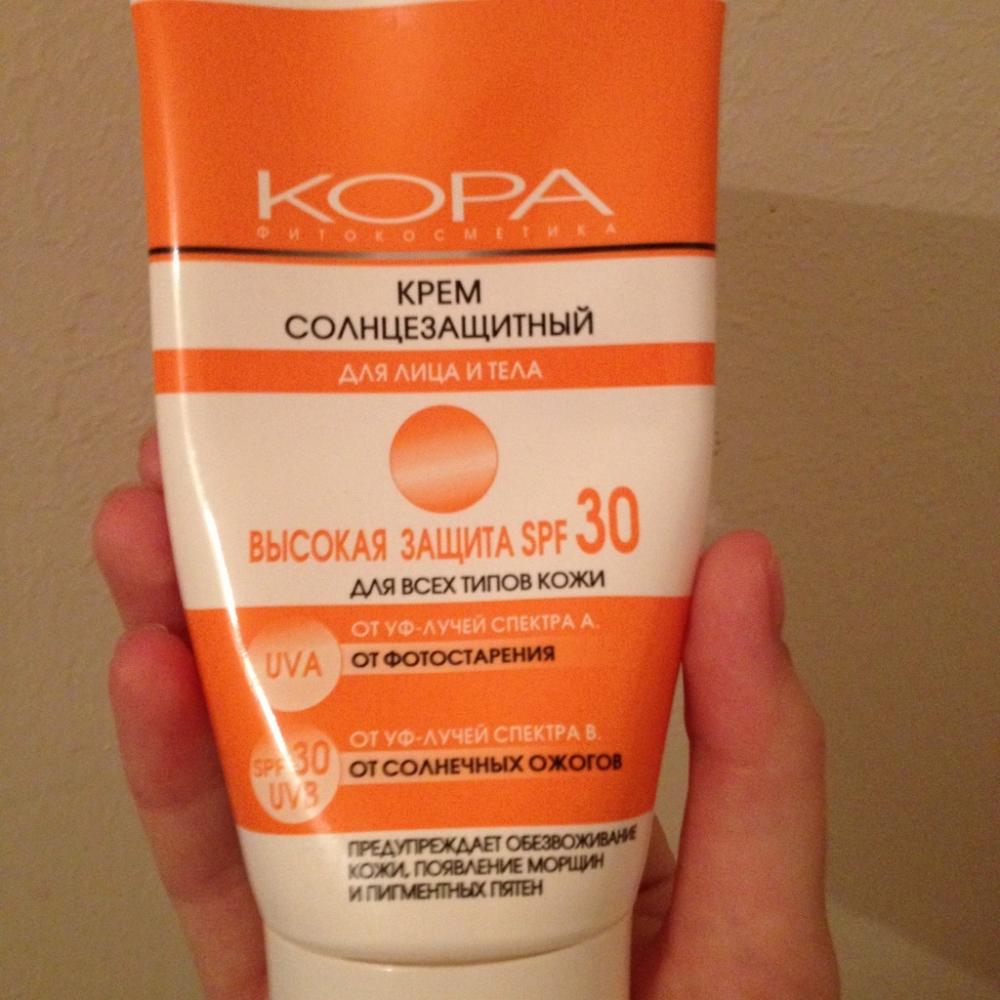 КОРА
ФИТОКОСМЕТИКА
КРЕМ
СОЛНЦЕЗАЩИТНЫЙ
ДЛЯ ЛИЦА И ТЕЛА
ВЫСОКАЯ ЗАЩИТА SPF 30
ДЛЯ ВСЕХ ТИПОВ КОЖИ
ОТ УФ-ЛУЧЕЙ СПЕКТРА А.
UVA
ОТ ФОТОСТАРЕНИЯ
ОТ УФ-ЛУЧЕЙ СПЕКТРА В.
SPF 30
UVB
ОТ СОЛНЕЧНЫХ ОЖОГОВ
ПРЕДУПРЕЖДАЕТ ОБЕЗВОЖИВАНИЕ
КОЖИ, ПОЯВЛЕНИЕ МОРЩИН
И ПИГМЕНТНЫХ ПЯТЕН